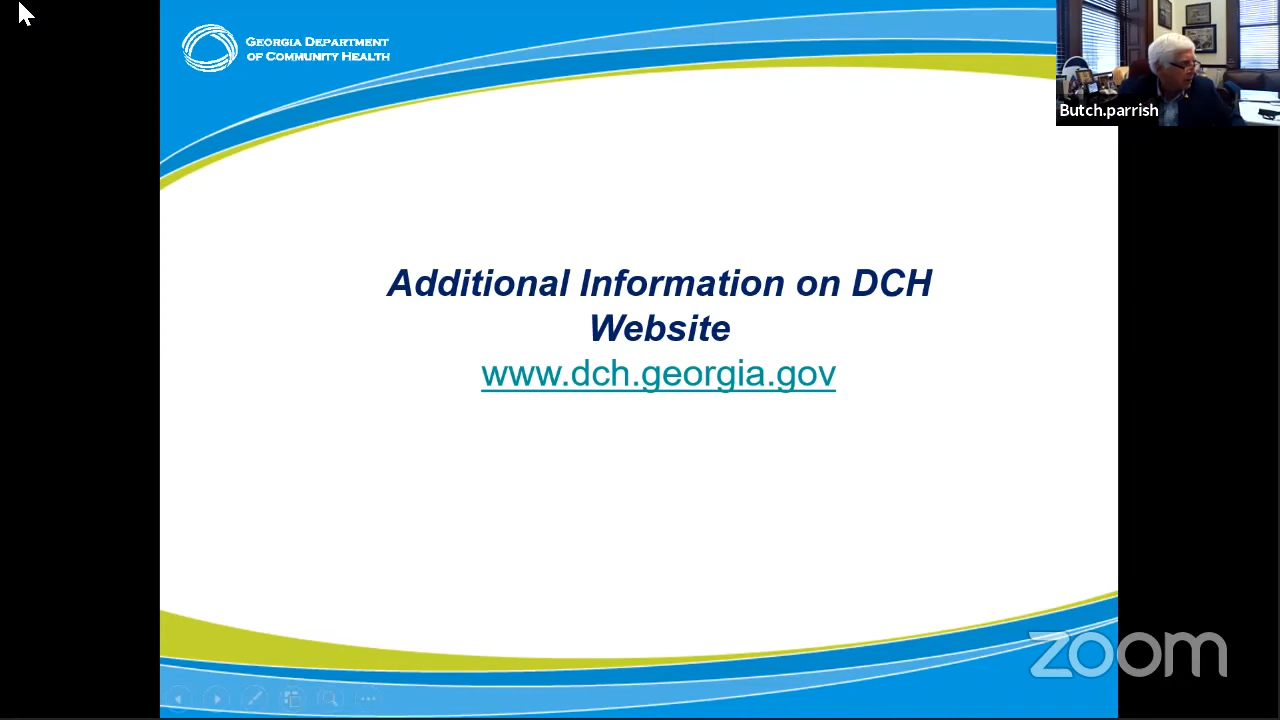 GEORGIA DEPARTMENT
OF COMMUNITY HEALTH
Butch.parrish
Additional Information on DCH
Website
www.dch.georgia.gov
zoom